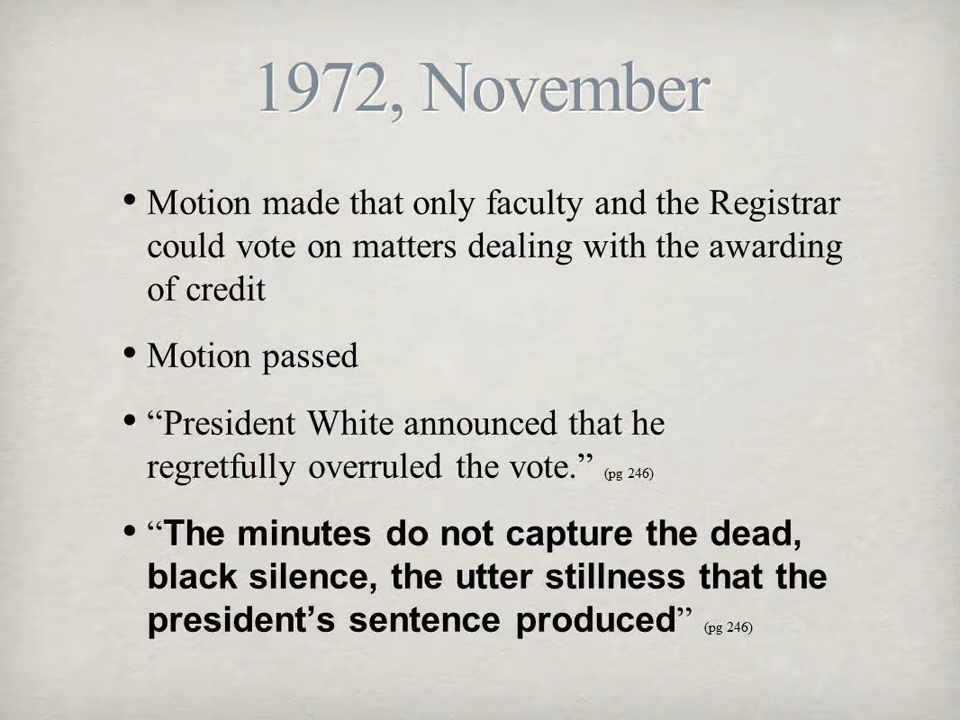 1972, November
• Motion made that only faculty and the Registrar
could vote on matters dealing with the awarding
of credit
• Motion passed
• “President White announced that he
regretfully overruled the vote.” (pg 246)
• “The minutes do not capture the dead,
black silence, the utter stillness that the
president’s sentence produced” (pg 246)